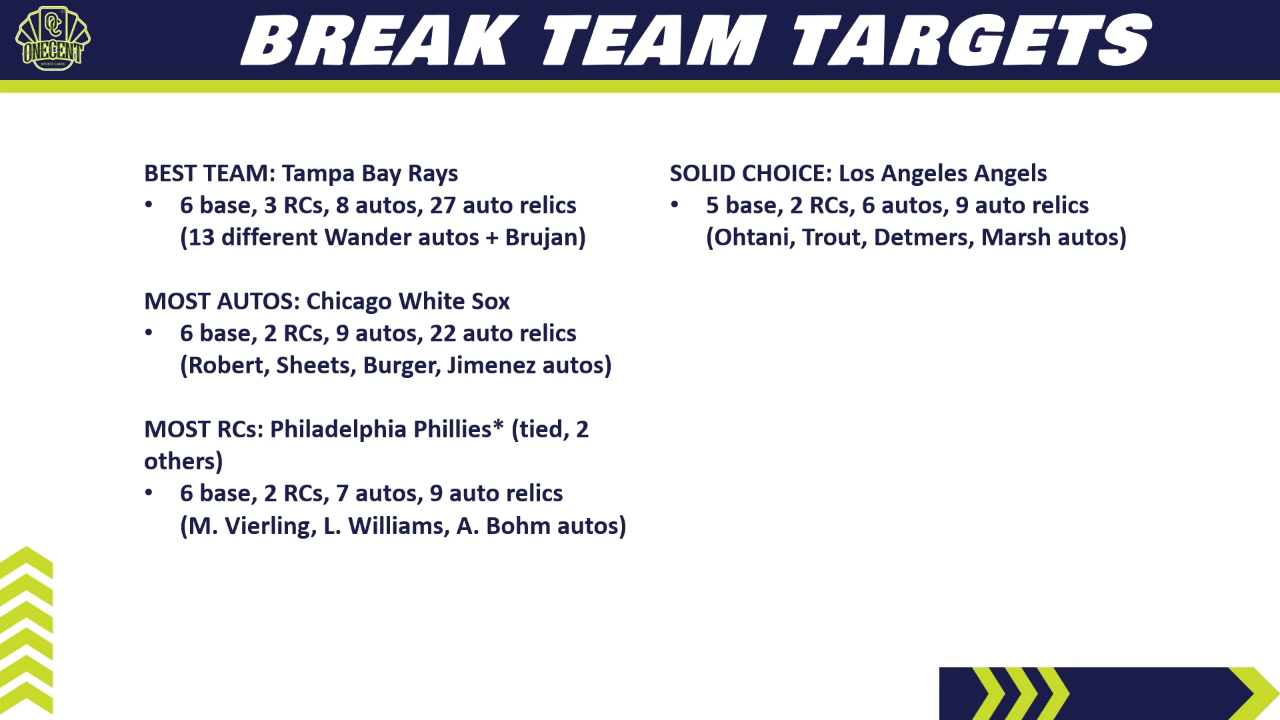 OC
ONEGENT
SPORTS CARDS
BREAK TEAM TARGETS
BEST TEAM: Tampa Bay Rays
• 6 base, 3 RCs, 8 autos, 27 auto relics
(13 different Wander autos + Brujan)
MOST AUTOS: Chicago White Sox
• 6 base, 2 RCs, 9 autos, 22 auto relics
(Robert, Sheets, Burger, Jimenez autos)
MOST RCs: Philadelphia Phillies* (tied, 2
others)
• 6 base, 2 RCs, 7 autos, 9 auto relics
(M. Vierling, L. Williams, A. Bohm autos)
SOLID CHOICE: Los Angeles Angels
• 5 base, 2 RCs, 6 autos, 9 auto relics
(Ohtani, Trout, Detmers, Marsh autos)